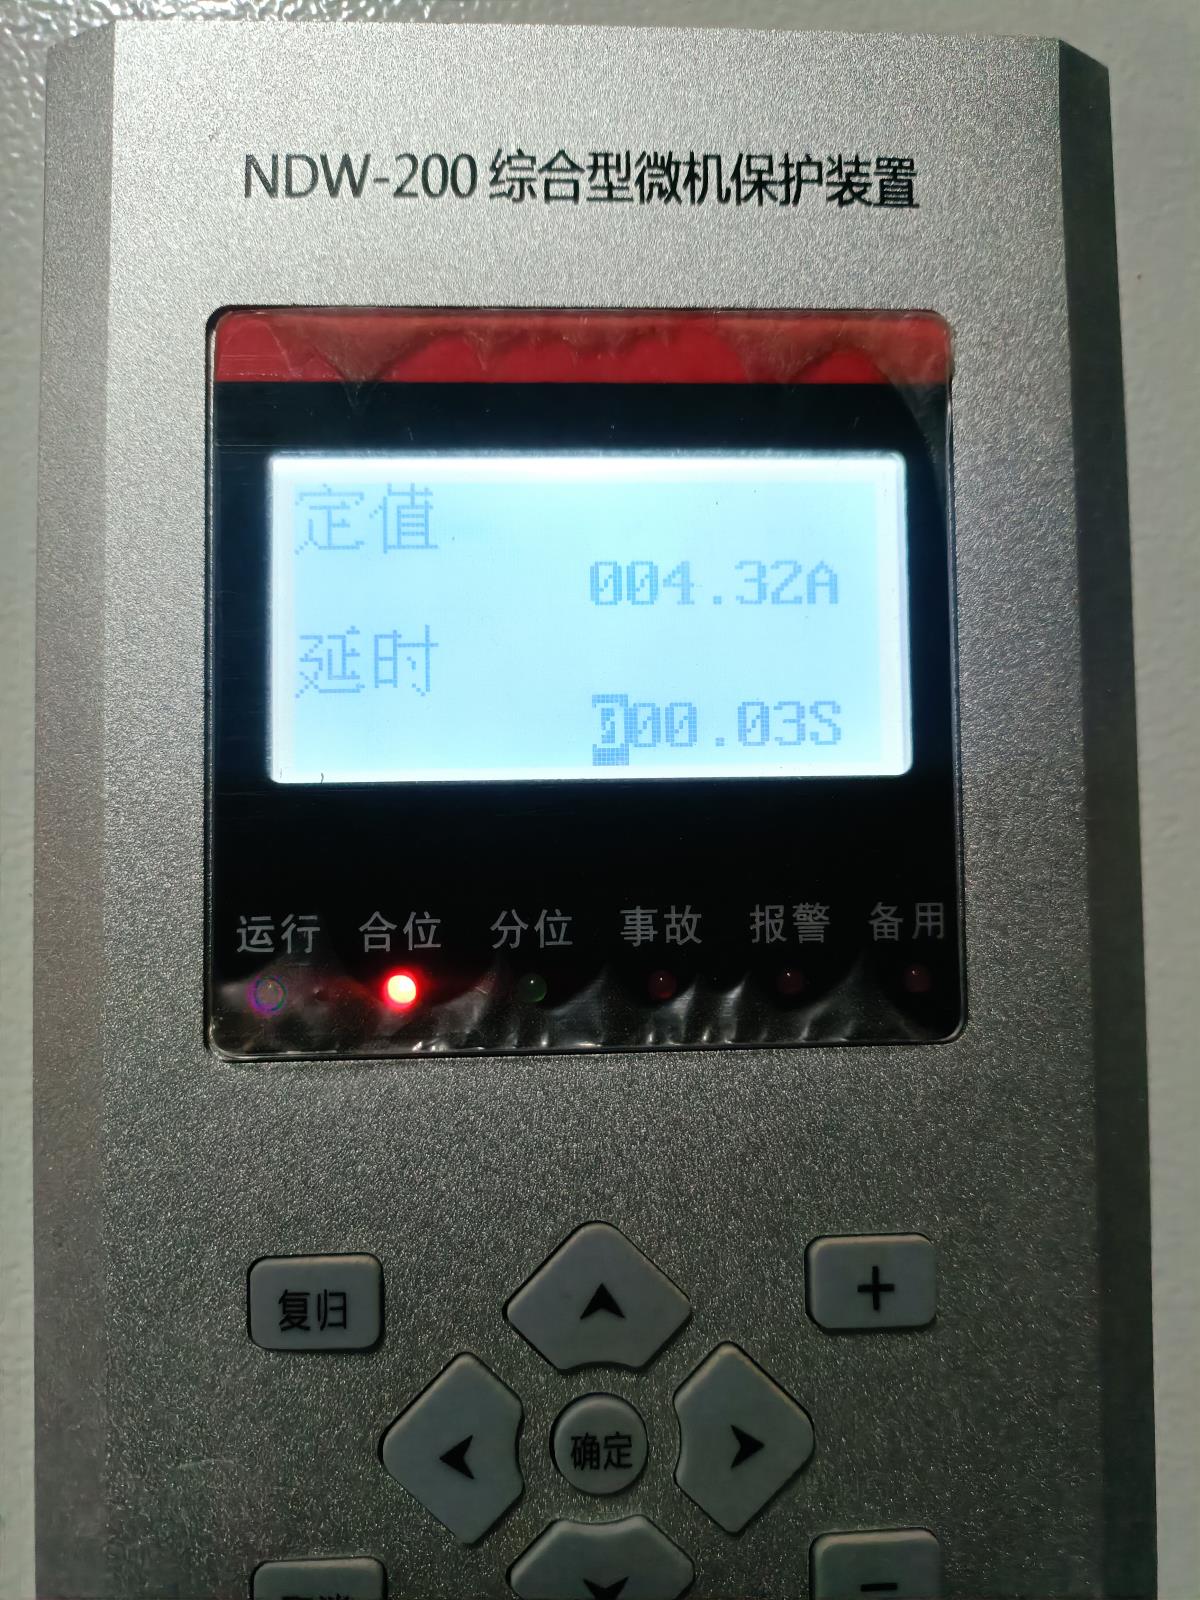 NDW-200 综合型微机保护装置
定值
004.32A
延时
000.03S
运行 合位 分位 事故 报警 备用
复归
+
确定
−